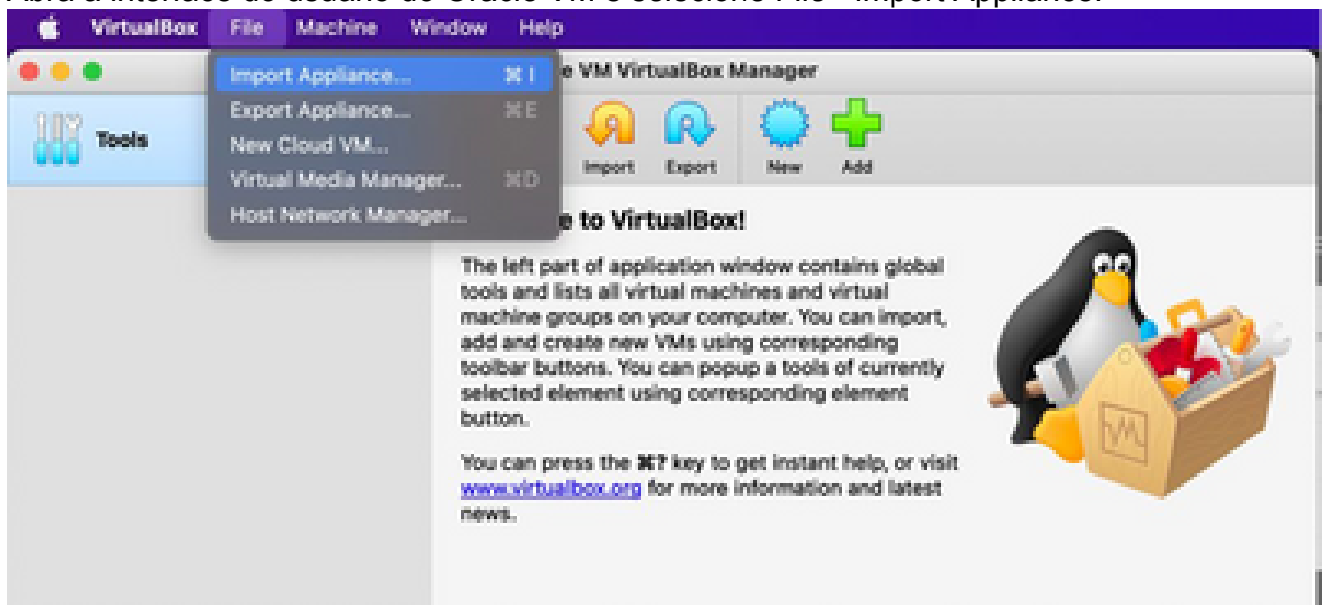 VirtualBox File Machine Window Help
Import Appliance... ⌘ I
e VM VirtualBox Manager
Export Appliance... ⌘E
New Cloud VM...
Virtual Media Manager... ⌘D
Host Network Manager...
Tools
Import Export New Add
e to VirtualBox!
The left part of application window contains global
tools and lists all virtual machines and virtual
machine groups on your computer. You can import,
add and create new VMs using corresponding
toolbar buttons. You can popup a tools of currently
selected element using corresponding element
button.
You can press the ⌘? key to get instant help, or visit
www.virtualbox.org for more information and latest
news.